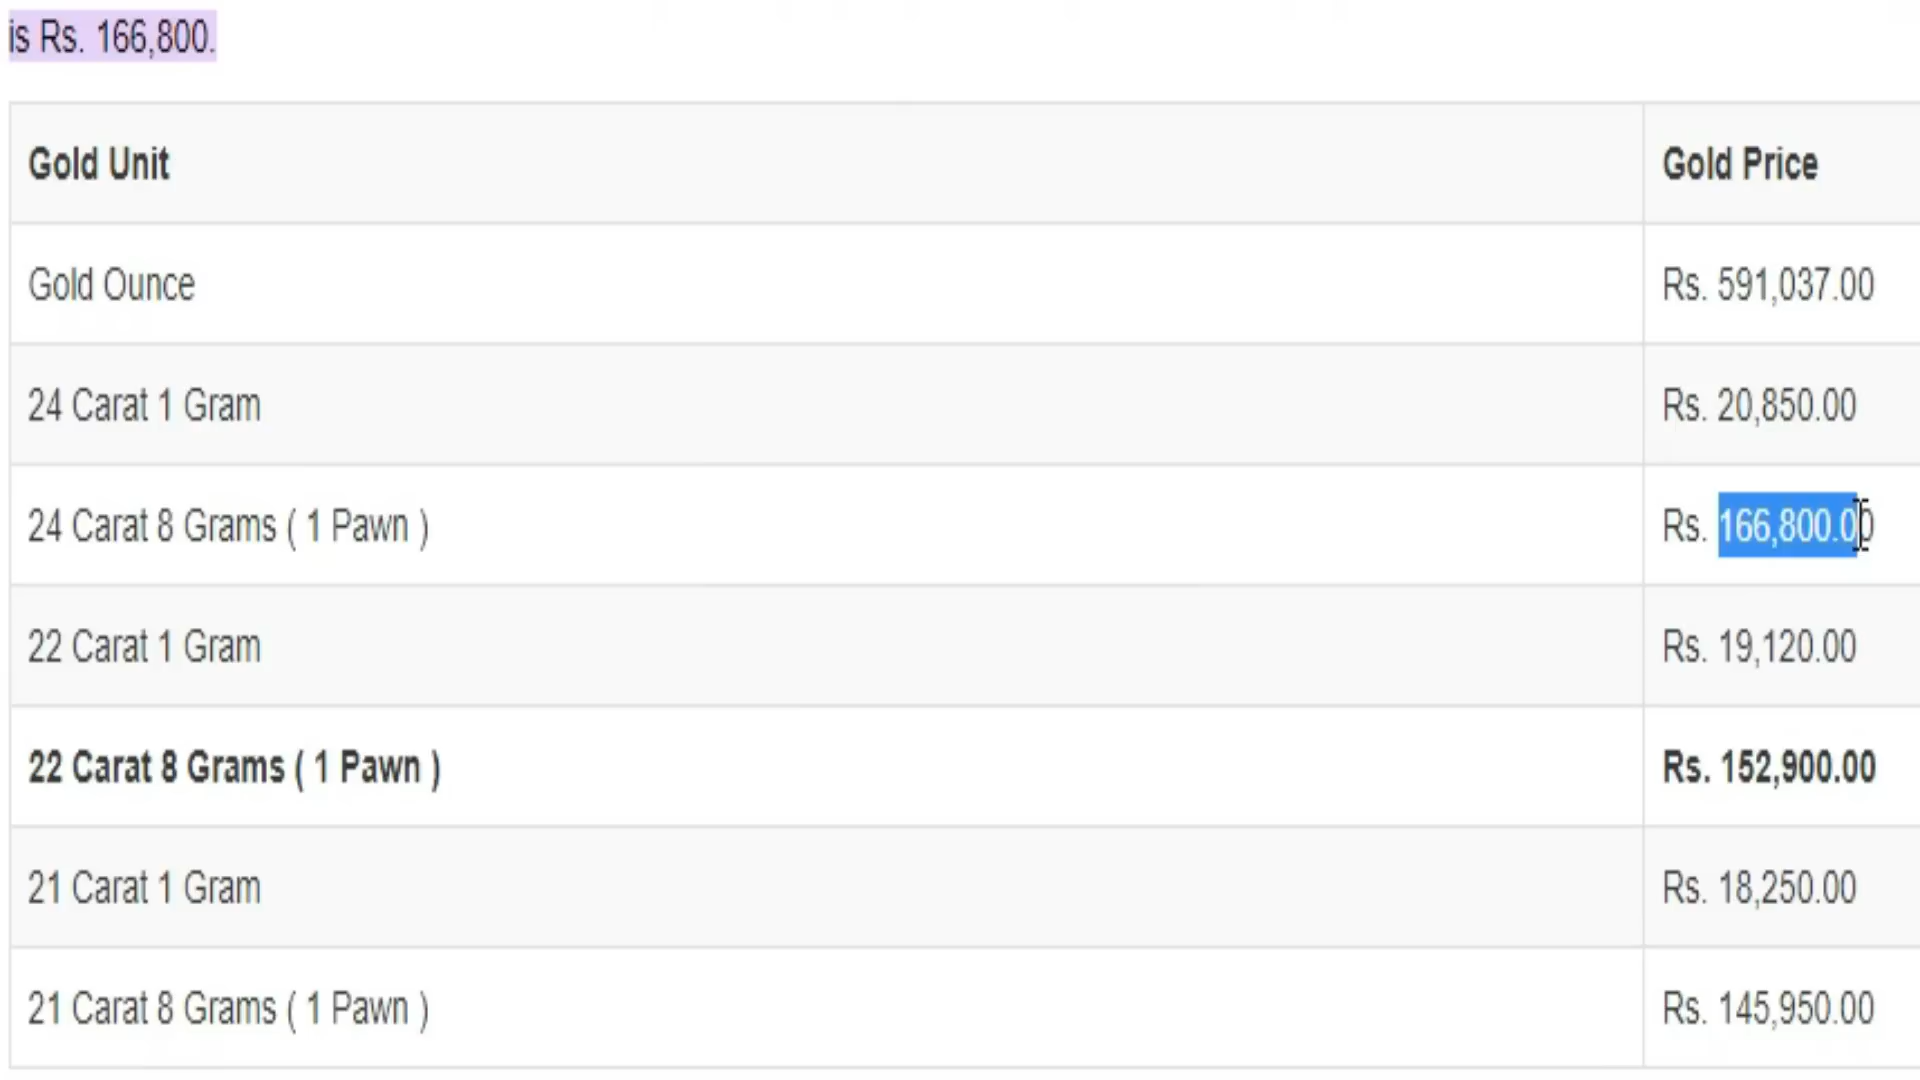 is Rs. 166,800.
Gold Unit Gold Price
Gold Ounce Rs. 591,037.00
24 Carat 1 Gram Rs. 20,850.00
24 Carat 8 Grams ( 1 Pawn ) Rs. 166,800.00
22 Carat 1 Gram Rs. 19,120.00
22 Carat 8 Grams ( 1 Pawn ) Rs. 152,900.00
21 Carat 1 Gram Rs. 18,250.00
21 Carat 8 Grams ( 1 Pawn ) Rs. 145,950.00